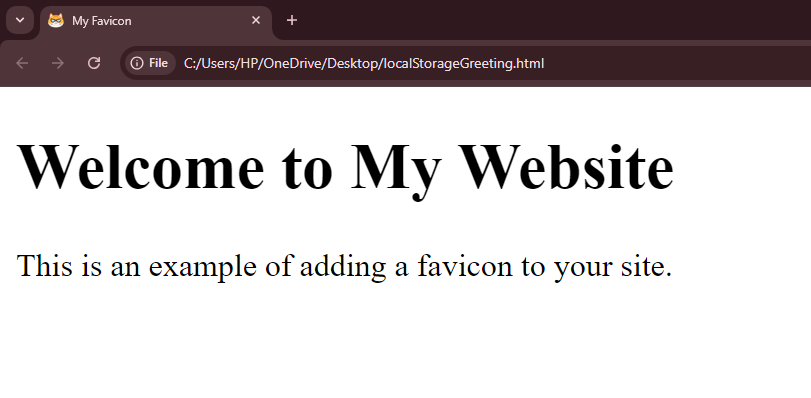 My Favicon
File C:/Users/HP/OneDrive/Desktop/localStorageGreeting.html
Welcome to My Website
This is an example of adding a favicon to your site.